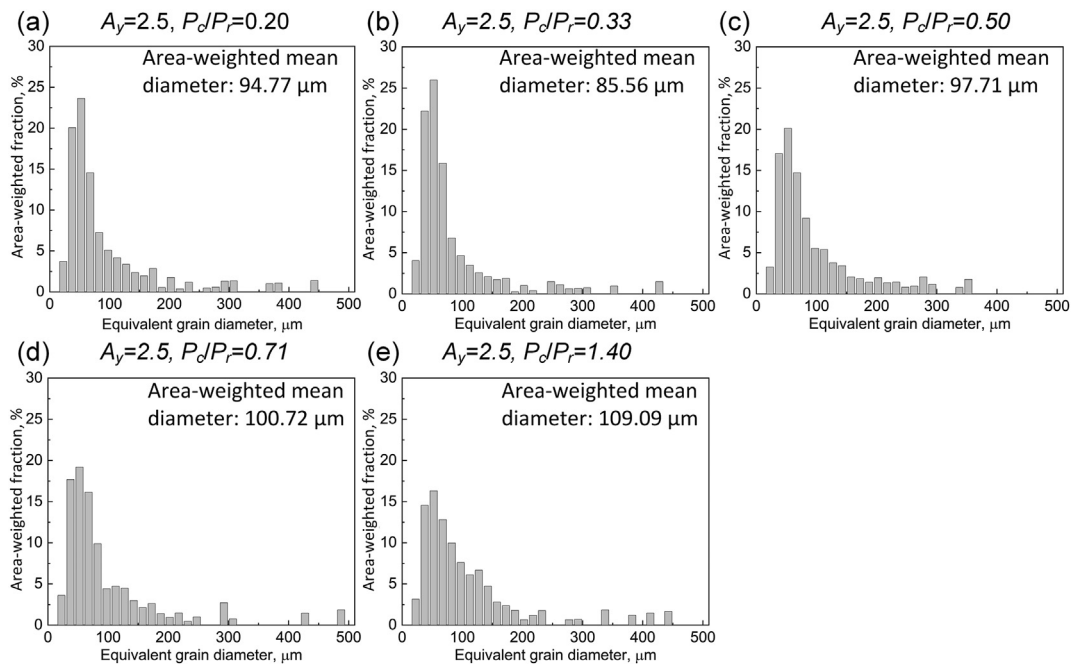 (a) Ay=2.5, Pc/Pr=0.20
Area-weighted mean
diameter: 94.77 μm
Area-weighted fraction, %
30
25
20
15
10
5
0
0 100 200 300 400 500
Equivalent grain diameter, μm
(b) Ay=2.5, Pc/Pr=0.33
Area-weighted mean
diameter: 85.56 μm
Area-weighted fraction, %
30
25
20
15
10
5
0
0 100 200 300 400 500
Equivalent grain diameter, μm
(c) Ay=2.5, Pc/Pr=0.50
Area-weighted mean
diameter: 97.71 μm
Area-weighted fraction, %
30
25
20
15
10
5
0
0 100 200 300 400 500
Equivalent grain diameter, μm
(d) Ay=2.5, Pc/Pr=0.71
Area-weighted mean
diameter: 100.72 μm
Area-weighted fraction, %
30
25
20
15
10
5
0
0 100 200 300 400 500
Equivalent grain diameter, μm
(e) Ay=2.5, Pc/Pr=1.40
Area-weighted mean
diameter: 109.09 μm
Area-weighted fraction, %
30
25
20
15
10
5
0
0 100 200 300 400 500
Equivalent grain diameter, μm